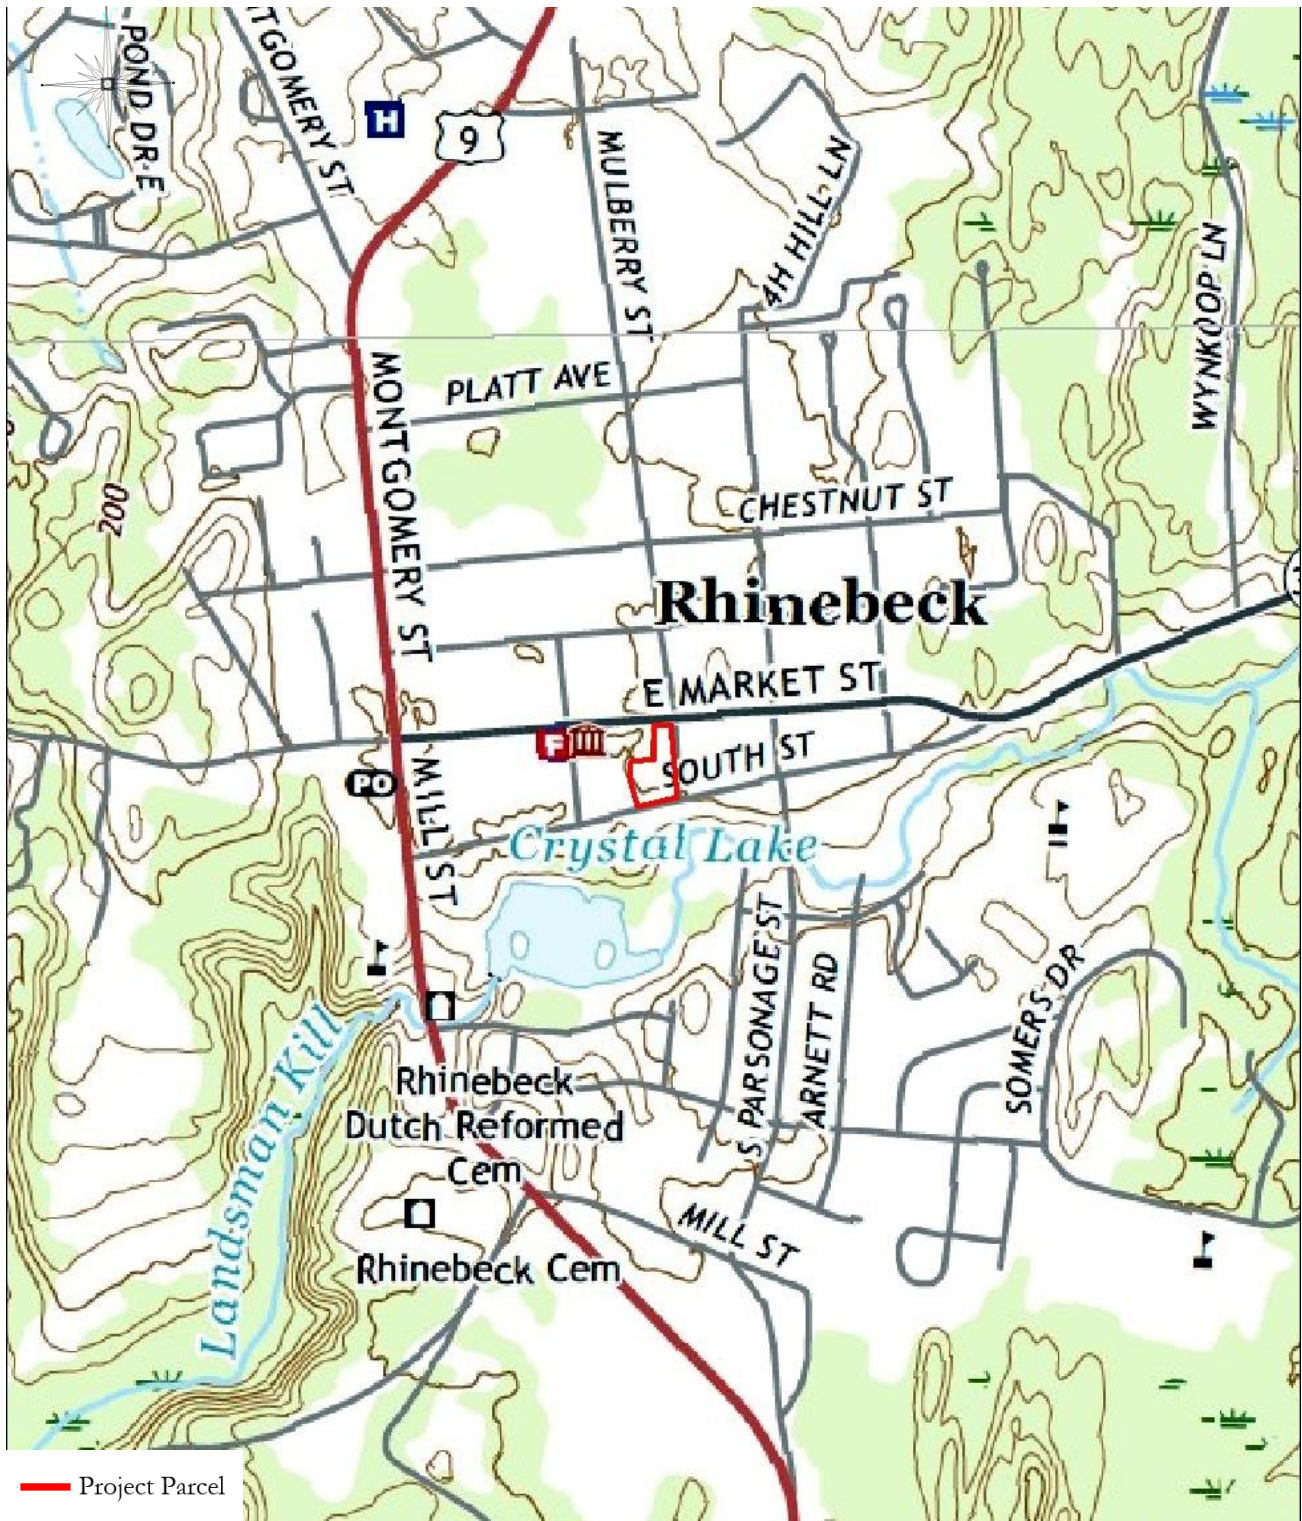 POND DR E
TGOMERY ST
H
9
MULBERRY ST
4H HILL LN
WYNKOOP LN
PLATT AVE
MONTGOMERY ST
200
CHESTNUT ST
Rhinebeck
E MARKET ST
F
SOUTH ST
PO
MILL ST
Crystal Lake
S PARSONAGE ST
ARNETT RD
SOMERS DR
Landsman Kill
Rhinebeck
Dutch Reformed
Cem
MILL ST
Rhinebeck Cem
Project Parcel